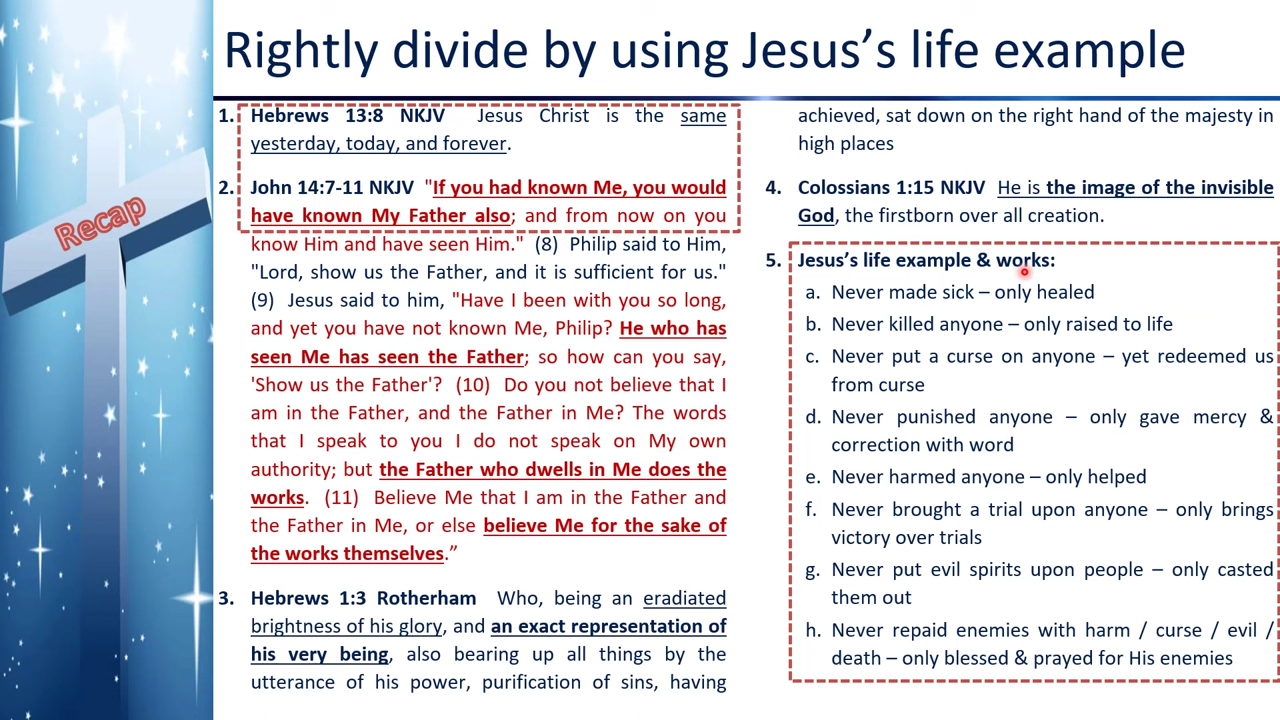 Rightly divide by using Jesus’s life example
Recap
1. Hebrews 13:8 NKJV Jesus Christ is the same
yesterday, today, and forever.
2. John 14:7-11 NKJV "If you had known Me, you would
have known My Father also; and from now on you
know Him and have seen Him." (8) Philip said to Him,
"Lord, show us the Father, and it is sufficient for us."
(9) Jesus said to him, "Have I been with you so long,
and yet you have not known Me, Philip? He who has
seen Me has seen the Father; so how can you say,
'Show us the Father'? (10) Do you not believe that I
am in the Father, and the Father in Me? The words
that I speak to you I do not speak on My own
authority; but the Father who dwells in Me does the
works. (11) Believe Me that I am in the Father and
the Father in Me, or else believe Me for the sake of
the works themselves.”
3. Hebrews 1:3 Rotherham Who, being an eradiated
brightness of his glory, and an exact representation of
his very being, also bearing up all things by the
utterance of his power, purification of sins, having
achieved, sat down on the right hand of the majesty in
high places
4. Colossians 1:15 NKJV He is the image of the invisible
God, the firstborn over all creation.
5. Jesus’s life example & works:
a. Never made sick – only healed
b. Never killed anyone – only raised to life
c. Never put a curse on anyone – yet redeemed us
from curse
d. Never punished anyone – only gave mercy &
correction with word
e. Never harmed anyone – only helped
f. Never brought a trial upon anyone – only brings
victory over trials
g. Never put evil spirits upon people – only casted
them out
h. Never repaid enemies with harm / curse / evil /
death – only blessed & prayed for His enemies